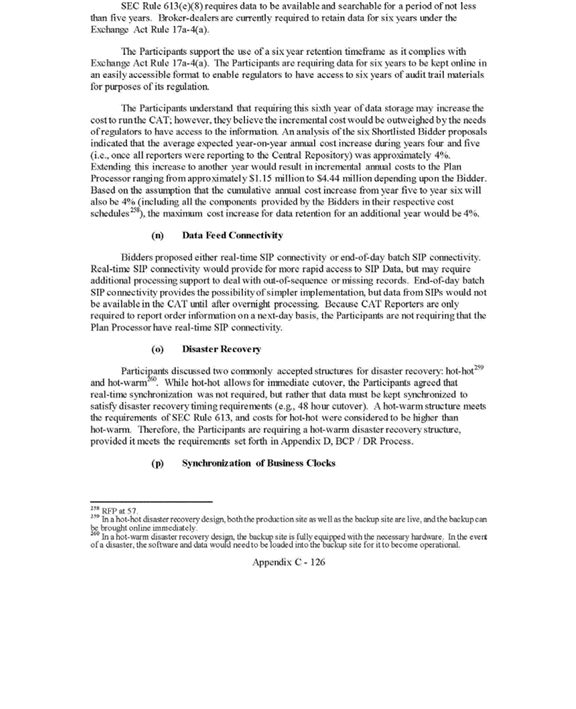 SEC Rule 613(e)(8) requires data to be available and searchable for a period of not less
than five years. Broker-dealers are currently required to retain data for six years under the
Exchange Act Rule 17a-4(a).
The Participants support the use of a six year retention timeframe as it complies with
Exchange Act Rule 17a-4(a). The Participants are requiring data for six years to be kept online in
an easily accessible format to enable regulators to have access to six years of audit trail materials
for purposes of its regulation.
The Participants understand that requiring this sixth year of data storage may increase the
cost to run the CAT; however, they believe the incremental cost would be outweighed by the needs
of regulators to have access to the information. An analysis of the six Shortlisted Bidder proposals
indicated that the average expected year-on-year annual cost increase during years four and five
(i.e., once all reporters were reporting to the Central Repository) was approximately 4%.
Extending this increase to another year would result in incremental annual costs to the Plan
Processor ranging from approximately $1.15 million to $4.44 million depending upon the Bidder.
Based on the assumption that the cumulative annual cost increase from year five to year six will
also be 4% (including all the components provided by the Bidders in their respective cost
schedules258), the maximum cost increase for data retention for an additional year would be 4%.
(n) Data Feed Connectivity
Bidders proposed either real-time SIP connectivity or end-of-day batch SIP connectivity.
Real-time SIP connectivity would provide for more rapid access to SIP Data, but may require
additional processing support to deal with out-of-sequence or missing records. End-of-day batch
SIP connectivity provides the possibility of simpler implementation, but data from SIPs would not
be available in the CAT until after overnight processing. Because CAT Reporters are only
required to report order information on a next-day basis, the Participants are not requiring that the
Plan Processor have real-time SIP connectivity.
(o) Disaster Recovery
Participants discussed two commonly accepted structures for disaster recovery: hot-hot259
and hot-warm260. While hot-hot allows for immediate cutover, the Participants agreed that
real-time synchronization was not required, but rather that data must be kept synchronized to
satisfy disaster recovery timing requirements (e.g., 48 hour cutover). A hot-warm structure meets
the requirements of SEC Rule 613, and costs for hot-hot were considered to be higher than
hot-warm. Therefore, the Participants are requiring a hot-warm disaster recovery structure,
provided it meets the requirements set forth in Appendix D, BCP / DR Process.
(p) Synchronization of Business Clocks
258 RFP at 57.
259 In a hot-hot disaster recovery design, both the production site as well as the backup site are live, and the backup can
be brought online immediately.
260 In a hot-warm disaster recovery design, the backup site is fully equipped with the necessary hardware. In the event
of a disaster, the software and data would need to be loaded into the backup site for it to become operational.
Appendix C - 126